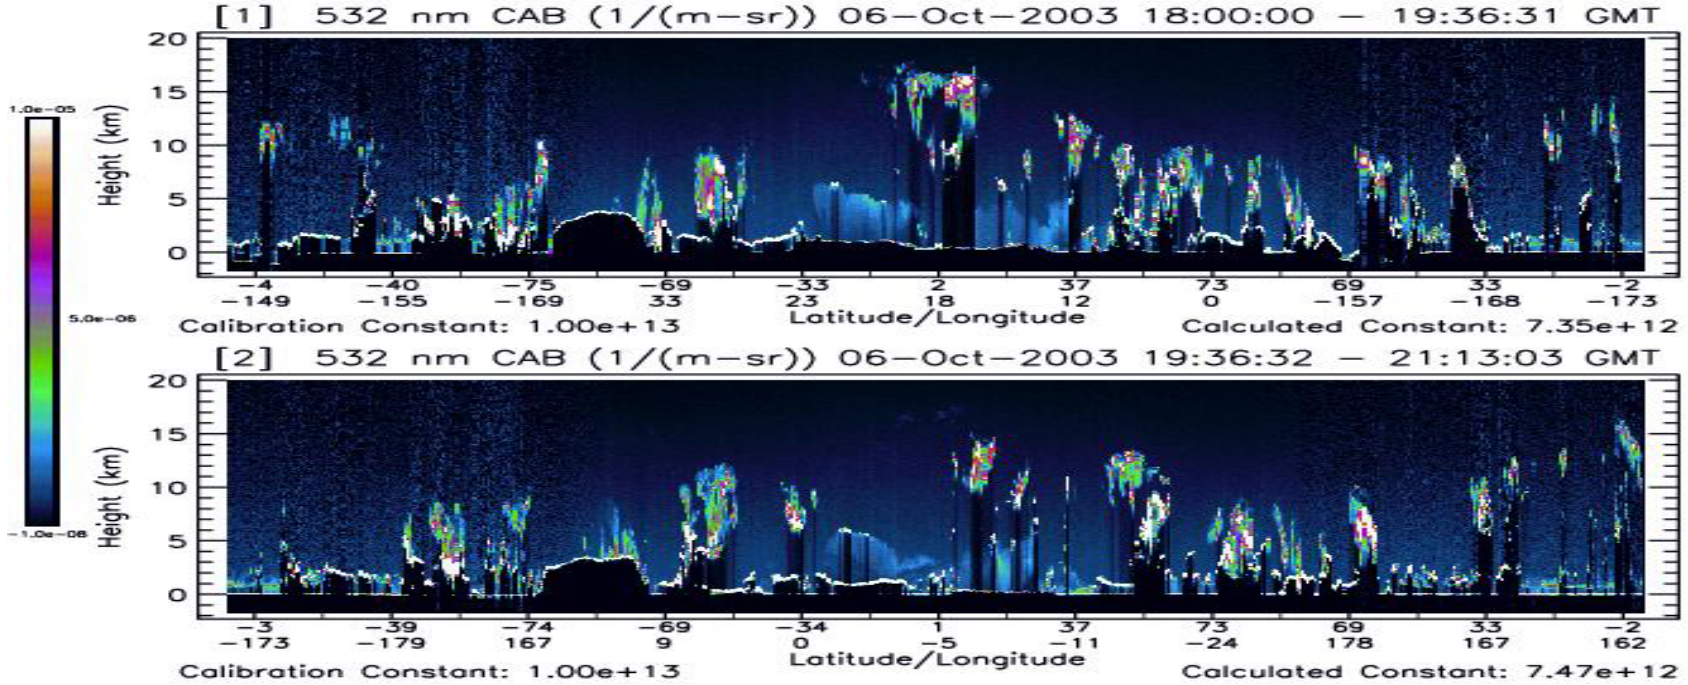 [1] 532 nm CAB (1/(m-sr)) 06-Oct-2003 18:00:00 - 19:36:31 GMT
1.0e-05
5.0e-06
-1.0e-08
Height (km)
20
15
10
5
0
-4 -40 -75 -69 -33 2 37 73 69 33 -2
-149 -155 -169 33 23 18 12 0 -157 -168 -173
Latitude/Longitude
Calibration Constant: 1.00e+13
Calculated Constant: 7.35e+12
[2] 532 nm CAB (1/(m-sr)) 06-Oct-2003 19:36:32 - 21:13:03 GMT
Height (km)
20
15
10
5
0
-3 -39 -74 -69 -34 1 37 73 69 33 -2
-173 -179 167 9 0 -5 -11 -24 178 167 162
Latitude/Longitude
Calibration Constant: 1.00e+13
Calculated Constant: 7.47e+12